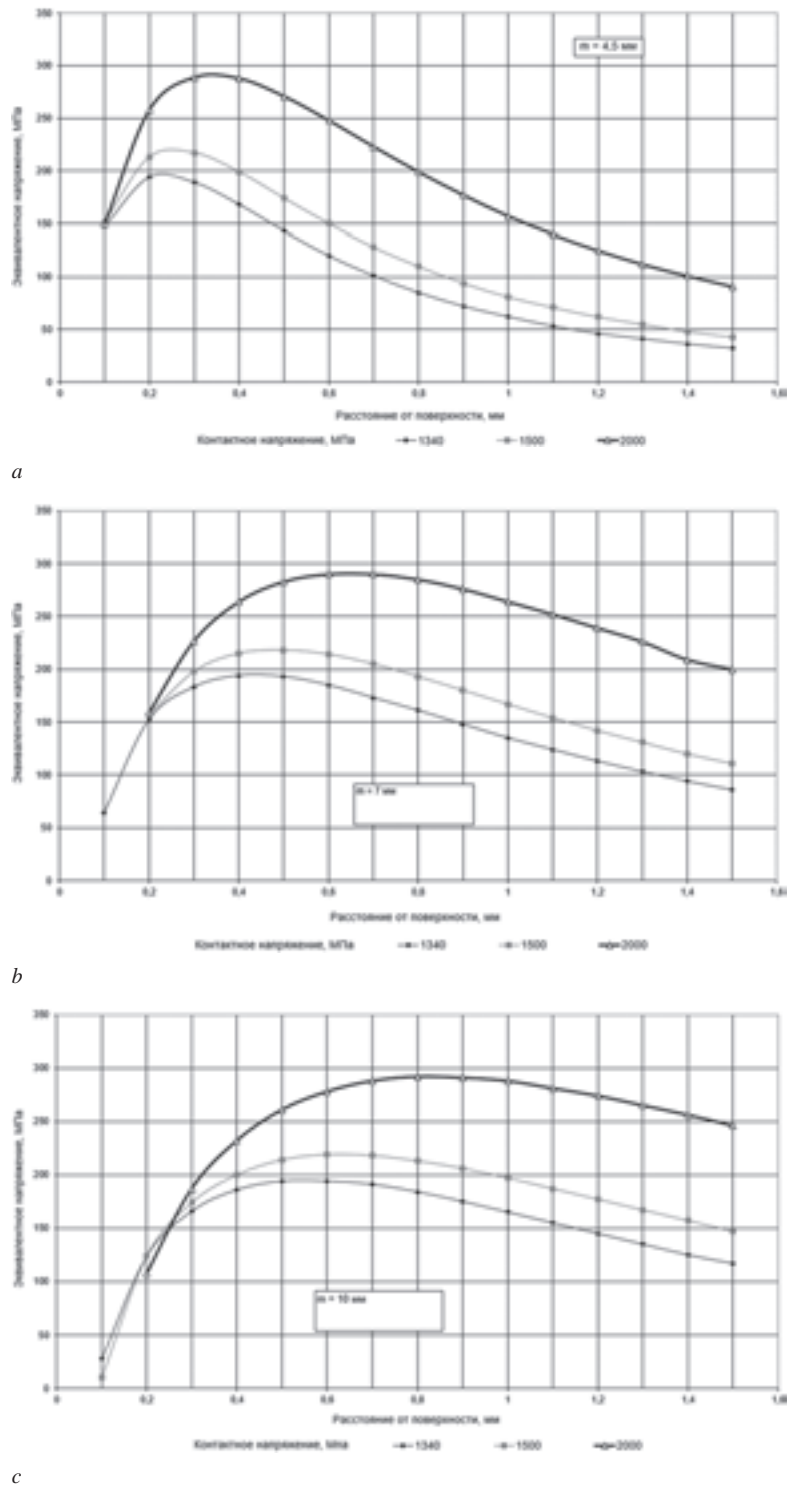 350
300
250
200
150
100
50
0
Эквивалентное напряжение, МПа
m = 4,5 мм
0 0,2 0,4 0,6 0,8 1 1,2 1,4 1,6
Расстояние от поверхности, мм
Контактное напряжение, МПа 1340 1500 2000
a
350
300
250
200
150
100
50
0
Эквивалентное напряжение, МПа
m = 7 мм
0 0,2 0,4 0,6 0,8 1 1,2 1,4 1,6
Расстояние от поверхности, мм
Контактное напряжение, МПа 1340 1500 2000
b
350
300
250
200
150
100
50
0
Эквивалентное напряжение, МПа
m = 10 мм
0 0,2 0,4 0,6 0,8 1 1,2 1,4 1,6
Расстояние от поверхности, мм
Контактное напряжение, Мпа 1340 1500 2000
c